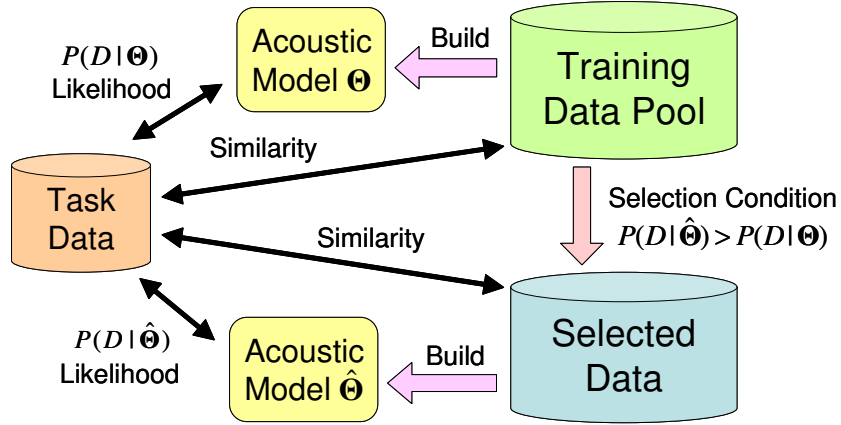 P(D | Θ)
Likelihood
Acoustic
Model Θ
Build
Training
Data Pool
Similarity
Task
Data
Similarity
Selection Condition
P(D | Θ̂) > P(D | Θ)
P(D | Θ̂)
Likelihood
Acoustic
Model Θ̂
Build
Selected
Data